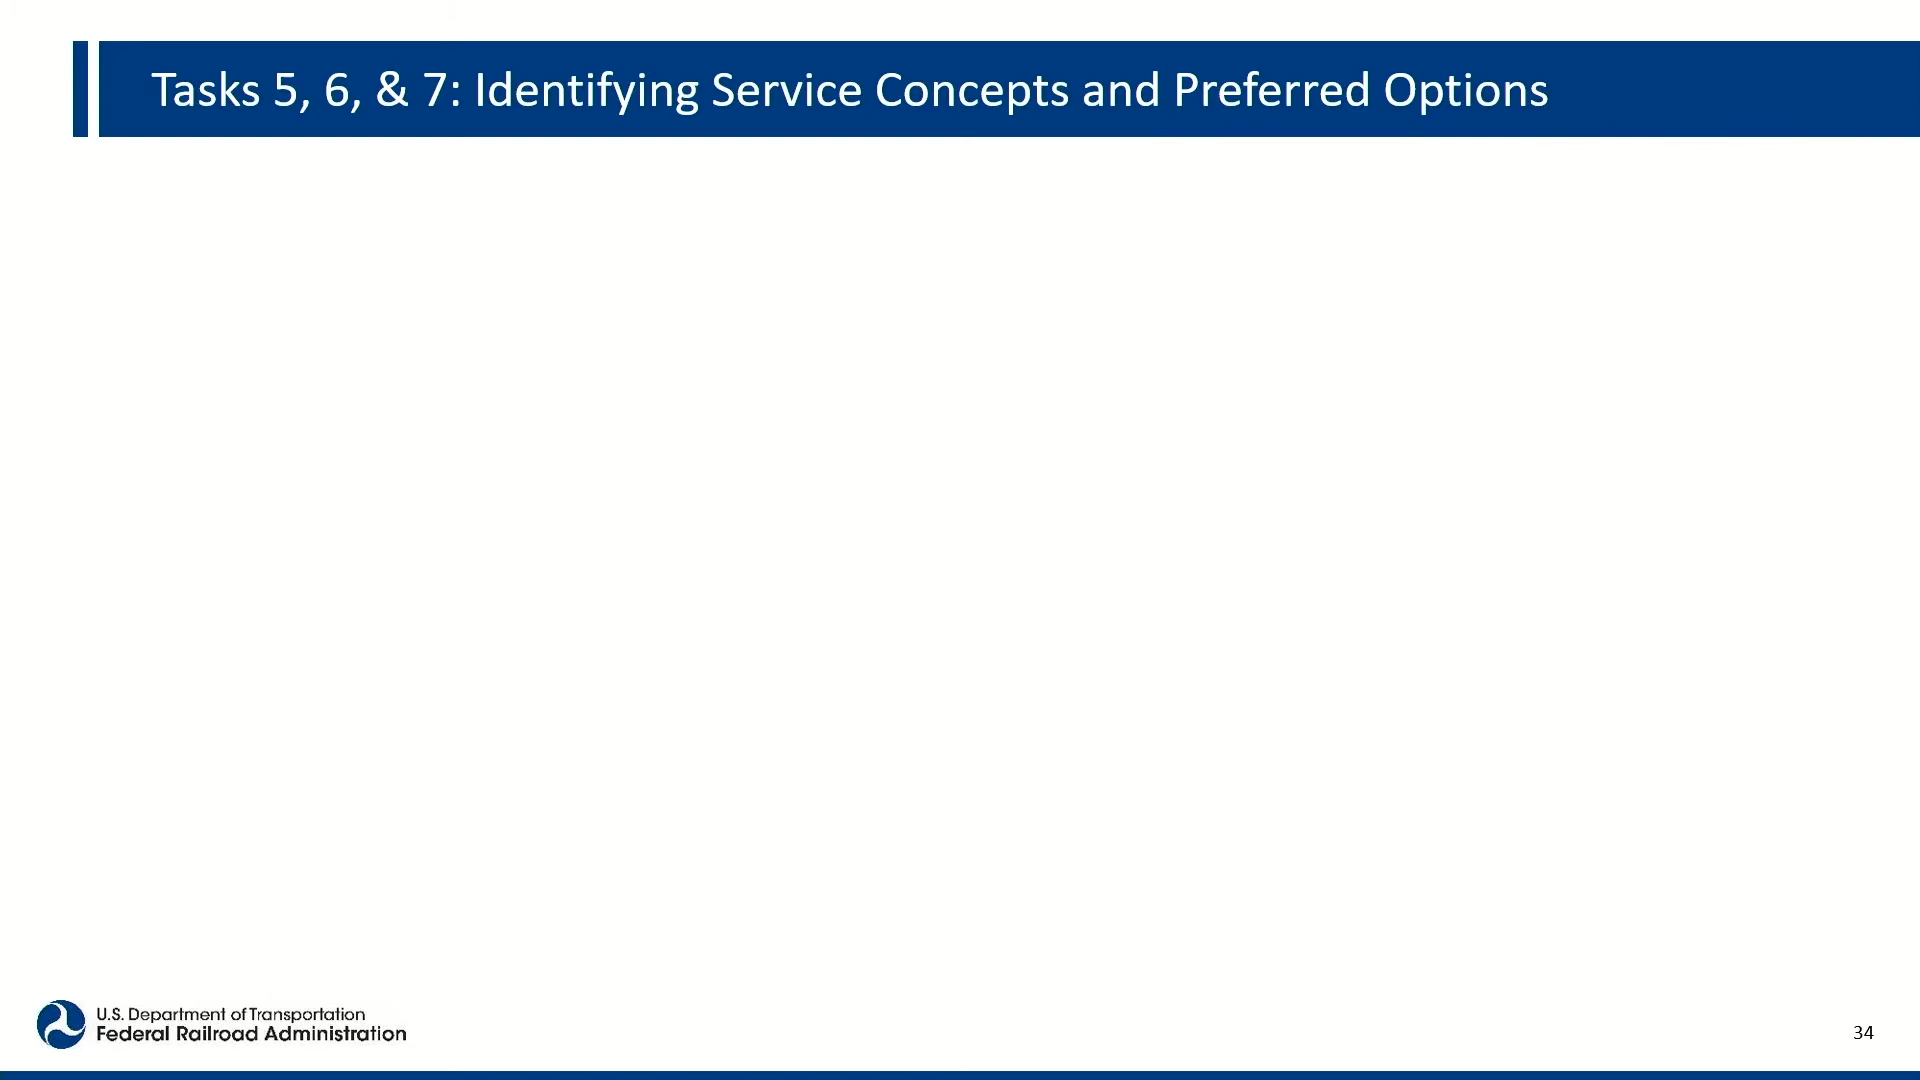 Tasks 5, 6, & 7: Identifying Service Concepts and Preferred Options
U.S. Department of Transportation
Federal Railroad Administration
34